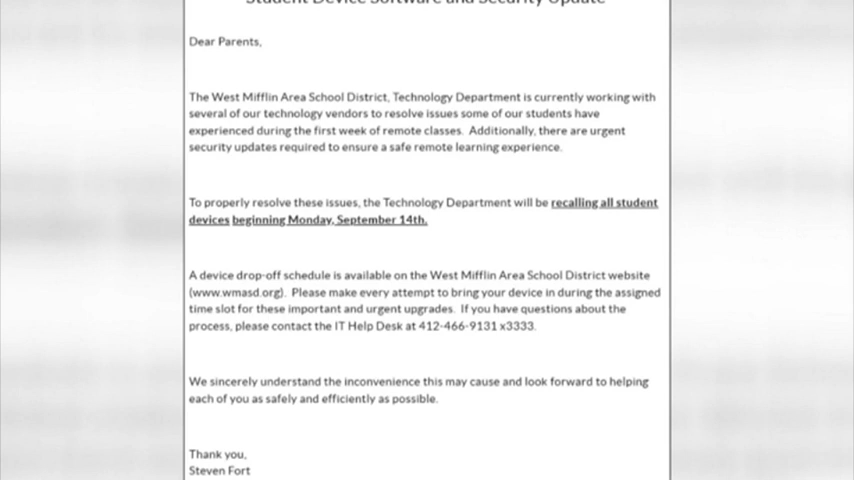 Student Device Software and Security Update
Dear Parents,
The West Mifflin Area School District, Technology Department is currently working with
several of our technology vendors to resolve issues some of our students have
experienced during the first week of remote classes. Additionally, there are urgent
security updates required to ensure a safe remote learning experience.
To properly resolve these issues, the Technology Department will be recalling all student
devices beginning Monday, September 14th.
A device drop-off schedule is available on the West Mifflin Area School District website
(www.wmasd.org). Please make every attempt to bring your device in during the assigned
time slot for these important and urgent upgrades. If you have questions about the
process, please contact the IT Help Desk at 412-466-9131 x3333.
We sincerely understand the inconvenience this may cause and look forward to helping
each of you as safely and efficiently as possible.
Thank you,
Steven Fort